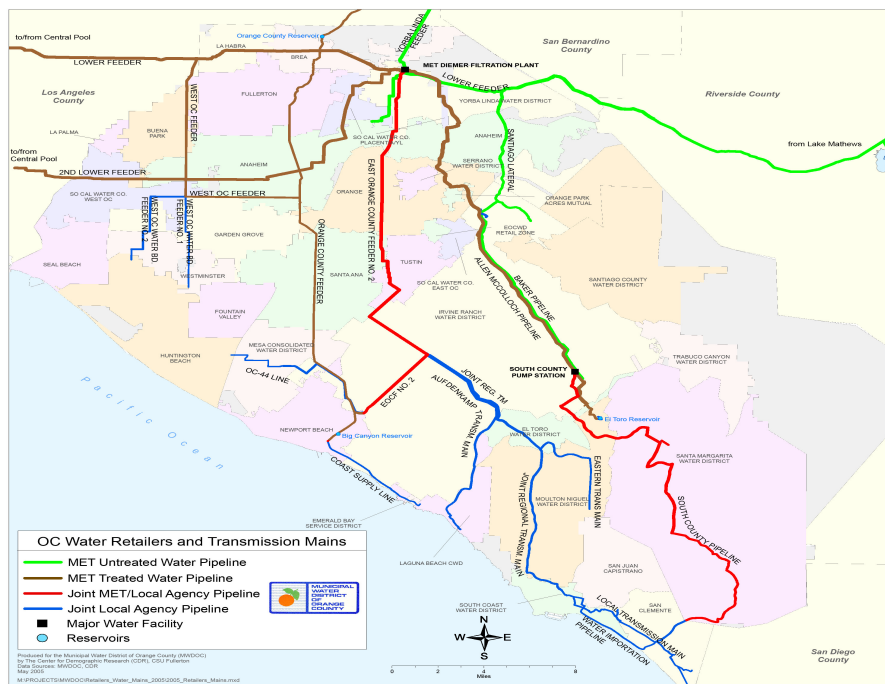 to/from Central Pool
Orange County Reservoir
YORBA LINDA
FEEDER
San Bernardino
County
LA HABRA
BREA
LOWER FEEDER
MET DIEMER FILTRATION PLANT
LOWER FEEDER
Los Angeles
County
WEST OC FEEDER
FULLERTON
YORBA LINDA WATER DISTRICT
Riverside County
LA PALMA
BUENA
PARK
SO CAL WATER CO.
PLACENTIA/YL
ANAHEIM
SANTIAGO LATERAL
from Lake Mathews
to/from
Central Pool
ANAHEIM
SERRANO
WATER DISTRICT
2ND LOWER FEEDER
EAST ORANGE COUNTY FEEDER NO. 2
ORANGE
SO CAL WATER CO.
WEST OC
WEST OC FEEDER
ORANGE PARK
ACRES MUTUAL
WEST OC WATER BD.
FEEDER NO. 2
WEST OC WATER BD.
FEEDER NO. 1
ORANGE COUNTY FEEDER
EOCWD
RETAIL ZONE
GARDEN GROVE
SEAL BEACH
WESTMINSTER
SANTA ANA
TUSTIN
SO CAL WATER CO.
EAST OC
ALLEN MCCOLLOCH PIPELINE
BAKER PIPELINE
SANTIAGO COUNTY
WATER DISTRICT
FOUNTAIN
VALLEY
IRVINE RANCH
WATER DISTRICT
HUNTINGTON
BEACH
MESA CONSOLIDATED
WATER DISTRICT
TRABUCO CANYON
WATER DISTRICT
OC-44 LINE
EOCF NO. 2
JOINT REG. TM
AUFDENKAMP
TRANSM. MAIN
SOUTH COUNTY
PUMP STATION
Pacific Ocean
NEWPORT BEACH
Big Canyon Reservoir
El Toro Reservoir
EL TORO
WATER DISTRICT
COAST SUPPLY LINE
EASTERN TRANS MAIN
SANTA MARGARITA
WATER DISTRICT
JOINT REGIONAL TRANSM. MAIN
MOULTON NIGUEL
WATER DISTRICT
EMERALD BAY
SERVICE DISTRICT
SOUTH COUNTY PIPELINE
LAGUNA BEACH CWD
SAN JUAN
CAPISTRANO
SOUTH COAST
WATER DISTRICT
SAN
CLEMENTE
LOCAL TRANSMISSION MAIN
WATER IMPORTATION
PIPELINE
San Diego
County
OC Water Retailers and Transmission Mains
MET Untreated Water Pipeline
MET Treated Water Pipeline
Joint MET/Local Agency Pipeline
Joint Local Agency Pipeline
Major Water Facility
Reservoirs
MUNICIPAL
WATER
DISTRICT
OF
ORANGE
COUNTY
N
W E
S
0 2 4 8
Miles
Produced for the Municipal Water District of Orange County (MWDOC)
by The Center for Demographic Research (CDR), CSU Fullerton
Data Sources: MWDOC, CDR
May 2005
M:\PROJECTS\MWDOC\Retailers_Water_Mains_2005\2005_Retailers_Mains.mxd